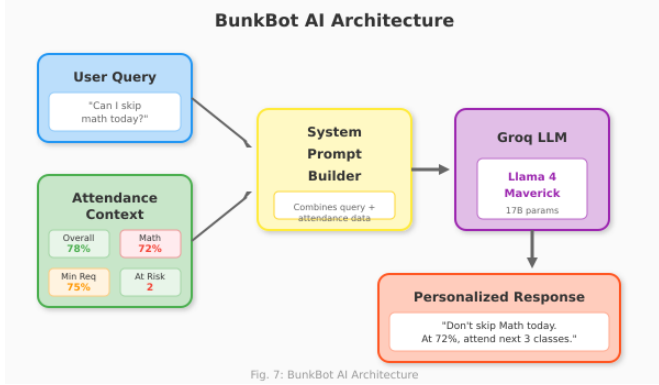 BunkBot AI Architecture
User Query
"Can I skip
math today?"
Attendance
Context
Overall
78%
Math
72%
Min Req
75%
At Risk
2
System
Prompt
Builder
Combines query +
attendance data
Groq LLM
Llama 4
Maverick
17B params
Personalized Response
"Don't skip Math today.
At 72%, attend next 3 classes."
Fig. 7: BunkBot AI Architecture